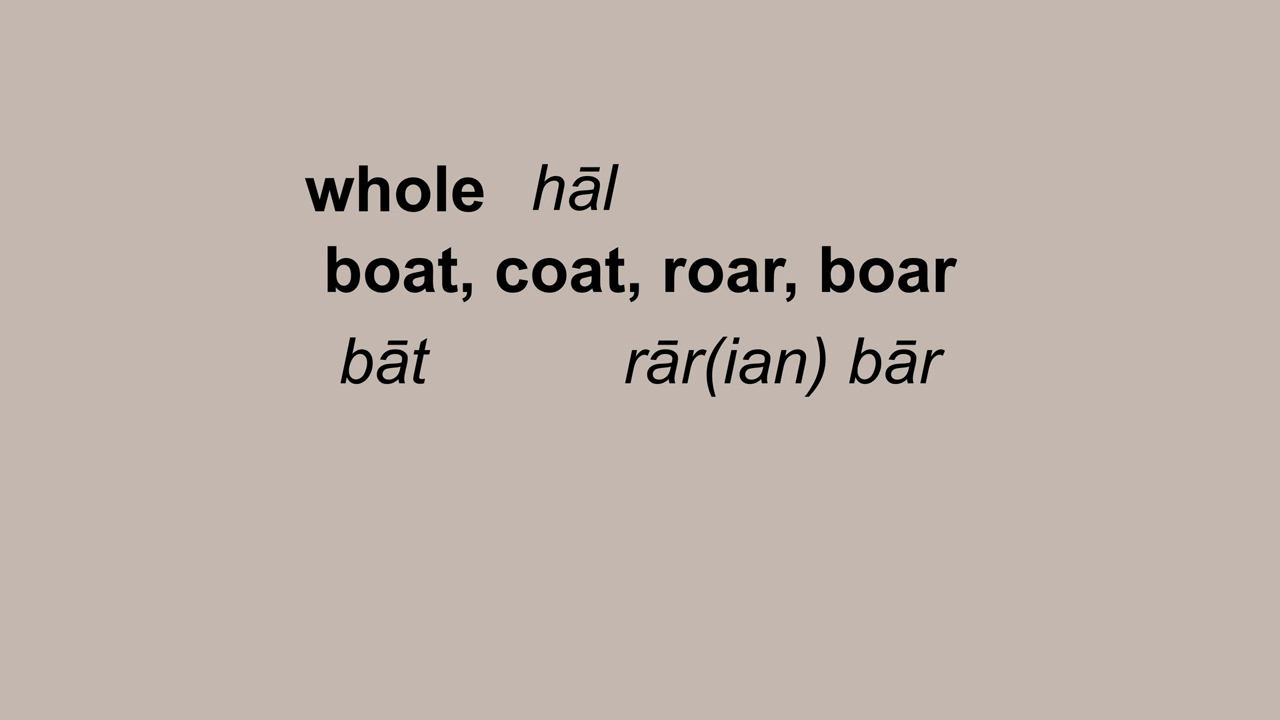 whole hāl
boat, coat, roar, boar
bāt rār(ian) bār